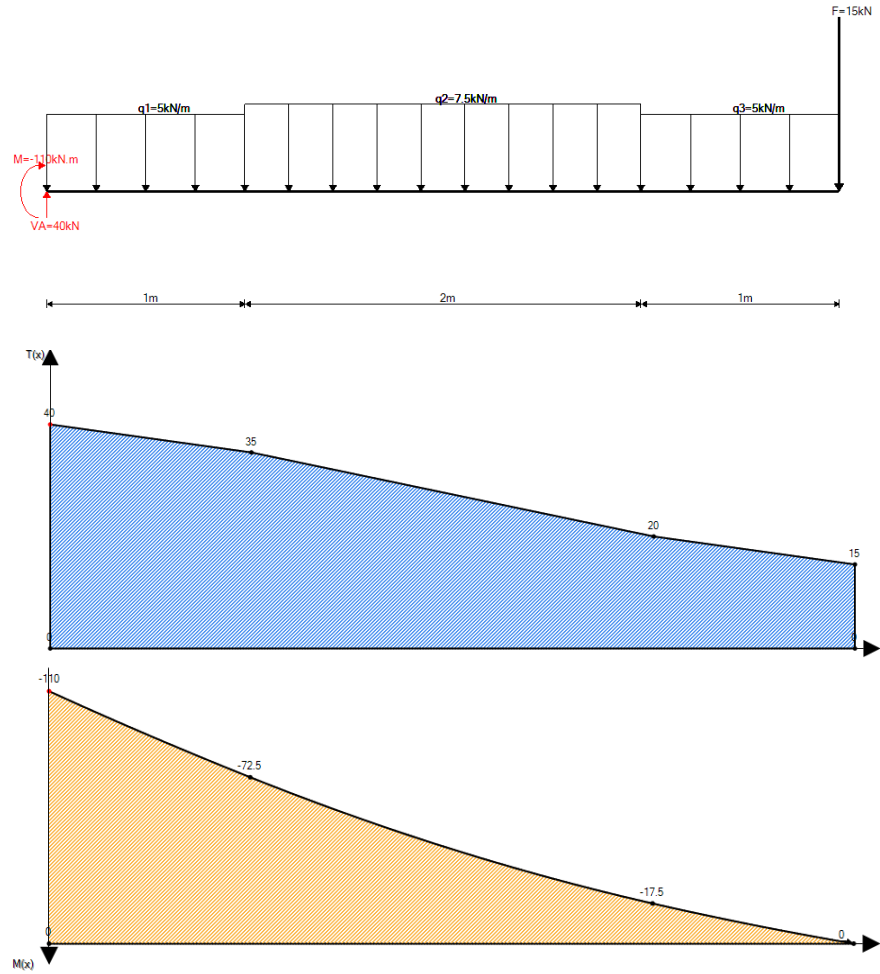 F=15kN
q1=5kN/m
q2=7.5kN/m
q3=5kN/m
M=-110kN.m
VA=40kN
1m
2m
1m
T(x)
40
35
20
15
0
0
-110
-72.5
-17.5
0
0
M(x)